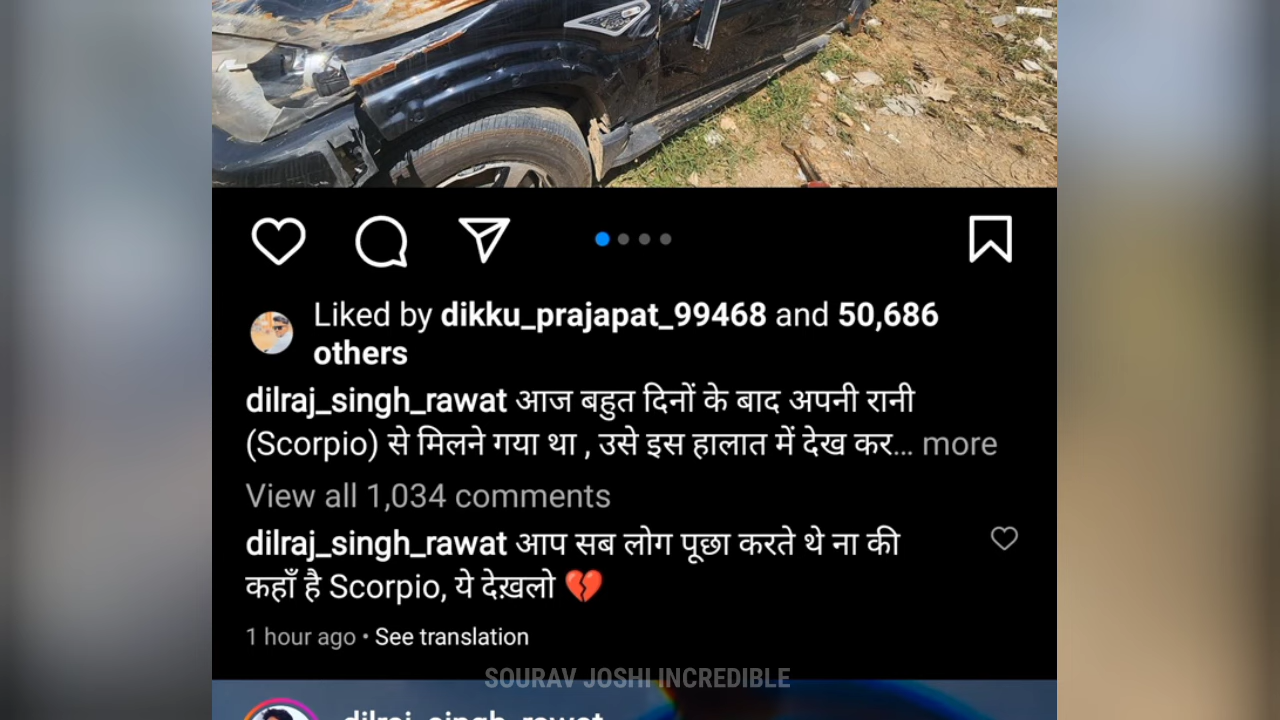 Liked by dikku_prajapat_99468 and 50,686
others
dilraj_singh_rawat आज बहुत दिनों के बाद अपनी रानी
(Scorpio) से मिलने गया था , उसे इस हालात में देख कर... more
View all 1,034 comments
dilraj_singh_rawat आप सब लोग पूछा करते थे ना की
कहाँ है Scorpio, ये देख़लो 💔
1 hour ago • See translation
SOURAV JOSHI INCREDIBLE
dilraj_singh_rawat